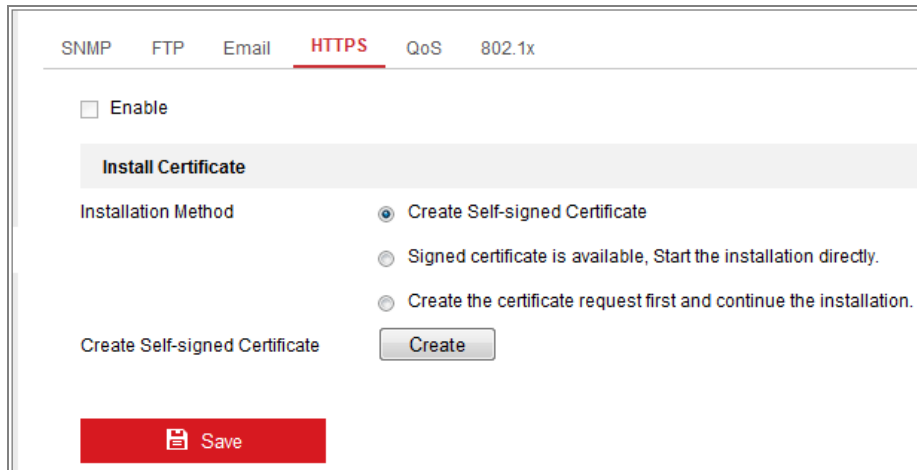 SNMP FTP Email HTTPS QoS 802.1x
Enable
Install Certificate
Installation Method
Create Self-signed Certificate
Signed certificate is available, Start the installation directly.
Create the certificate request first and continue the installation.
Create Self-signed Certificate Create
Save